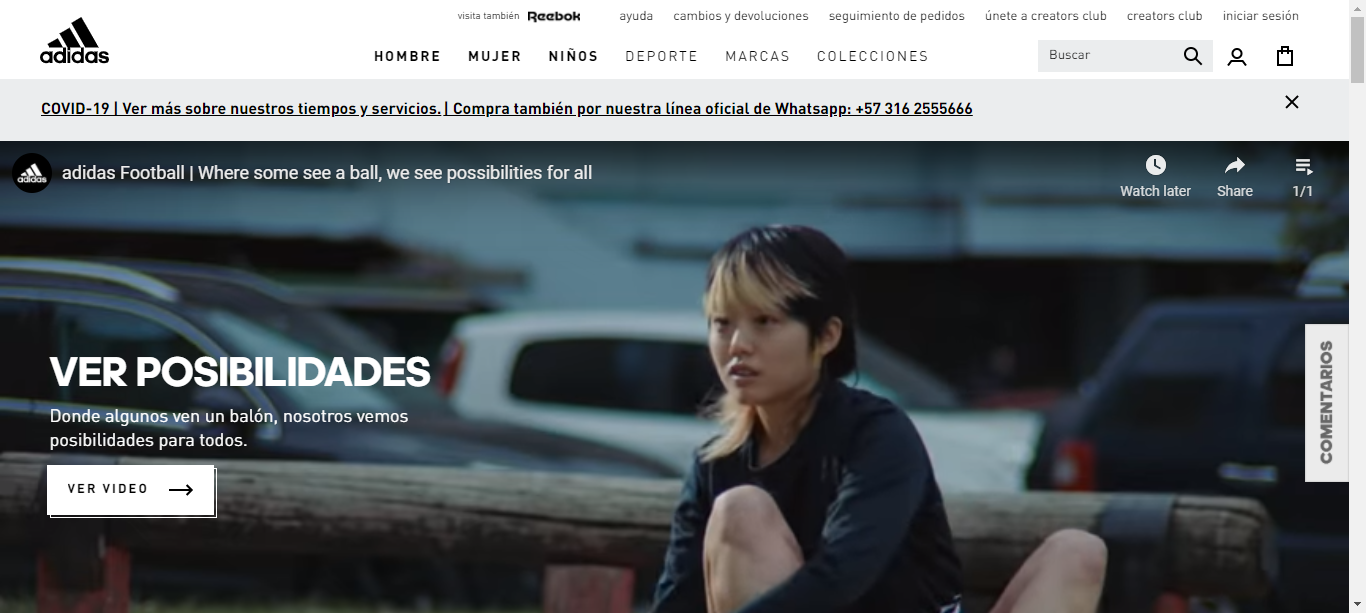 visita también Reebok ayuda cambios y devoluciones seguimiento de pedidos únete a creators club creators club iniciar sesión
adidas
HOMBRE MUJER NIÑOS DEPORTE MARCAS COLECCIONES Buscar
COVID-19 | Ver más sobre nuestros tiempos y servicios. | Compra también por nuestra línea oficial de Whatsapp: +57 316 2555666
adidas adidas Football | Where some see a ball, we see possibilities for all
Watch later Share 1/1
VER POSIBILIDADES
Donde algunos ven un balón, nosotros vemos
posibilidades para todos.
VER VIDEO
COMENTARIOS